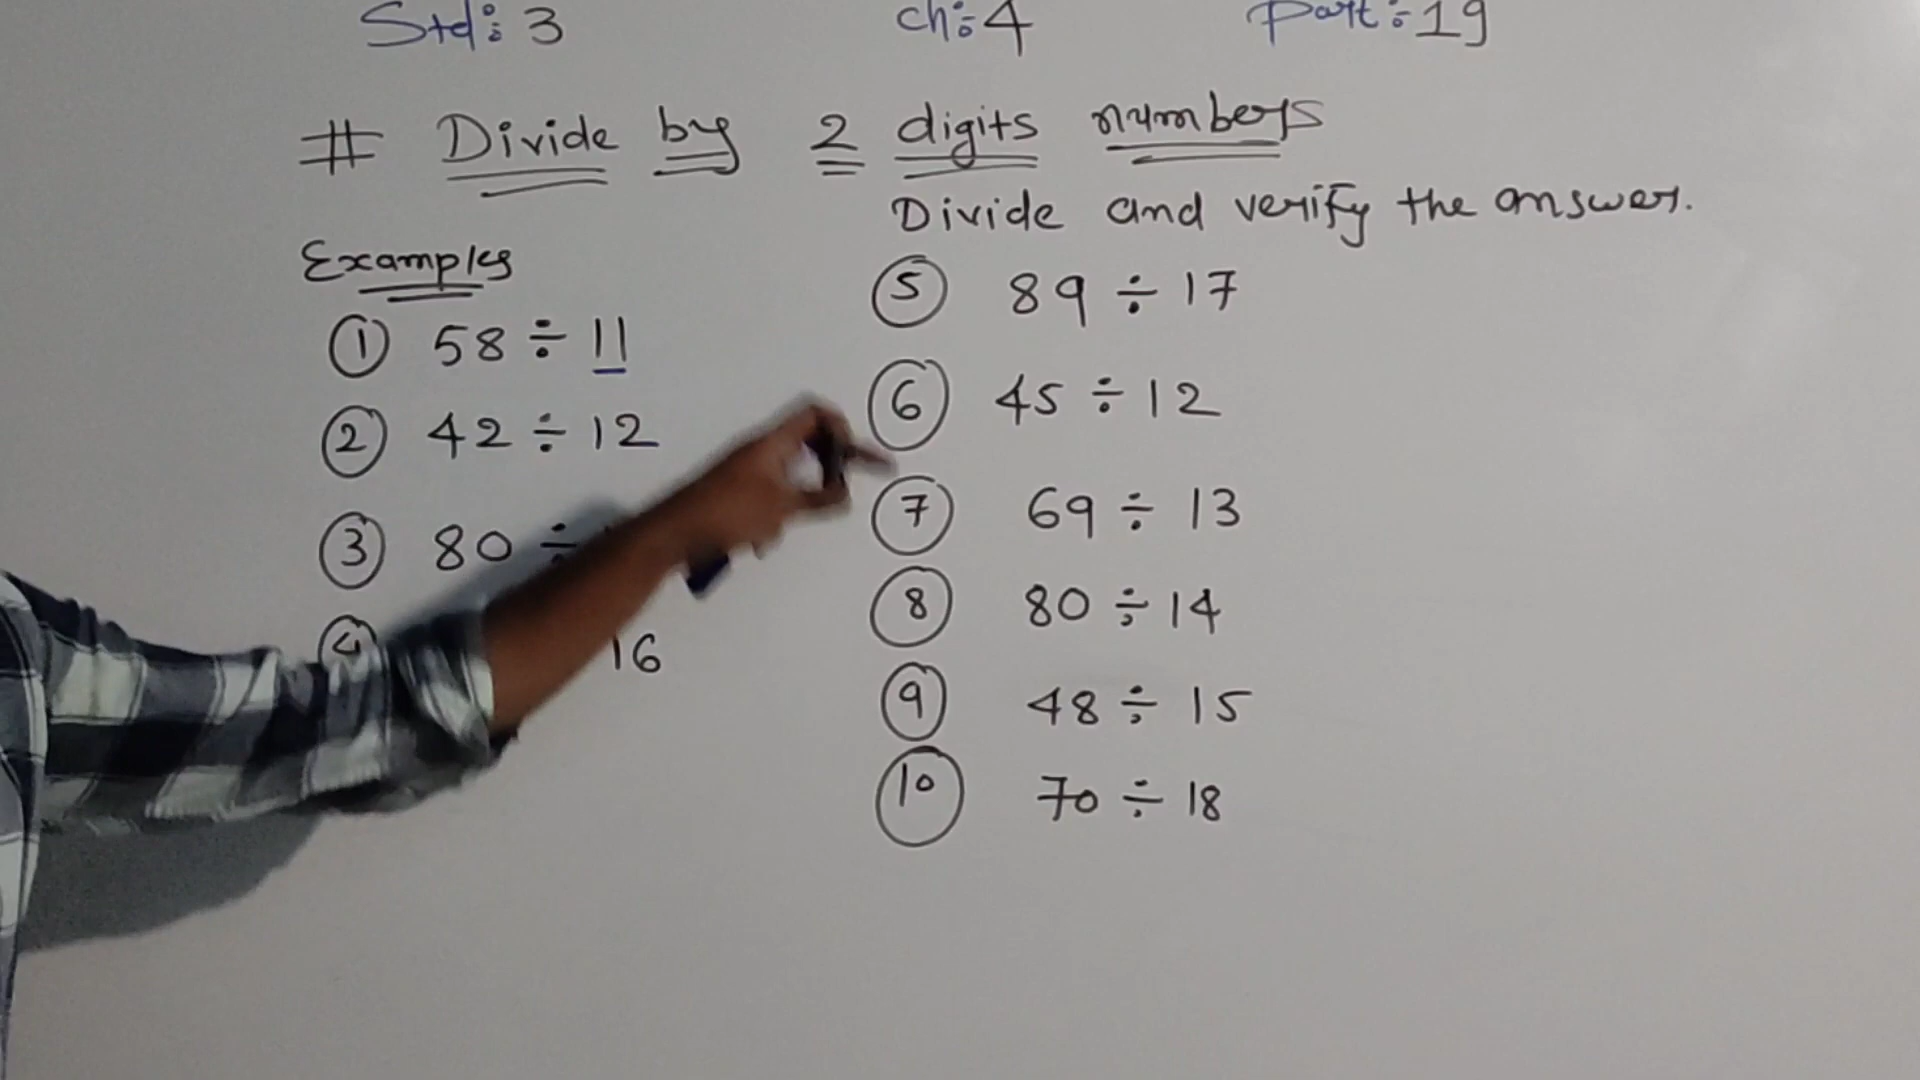 Std: 3 Ch: 4 Part: 19
# Divide by 2 digits numbers
Divide and verify the answer.
Examples
① 58 ÷ 11
② 42 ÷ 12
③ 80 ÷
④ 16
⑤ 89 ÷ 17
⑥ 45 ÷ 12
⑦ 69 ÷ 13
⑧ 80 ÷ 14
⑨ 48 ÷ 15
⑩ 70 ÷ 18